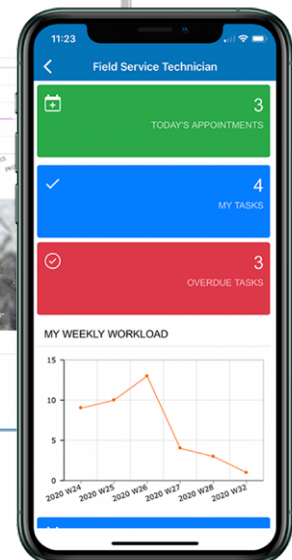 11:23
Field Service Technician
3
TODAY'S APPOINTMENTS
4
MY TASKS
3
OVERDUE TASKS
MY WEEKLY WORKLOAD
15
10
5
0
2020 W24 2020 W25 2020 W26 2020 W27 2020 W28 2020 W32